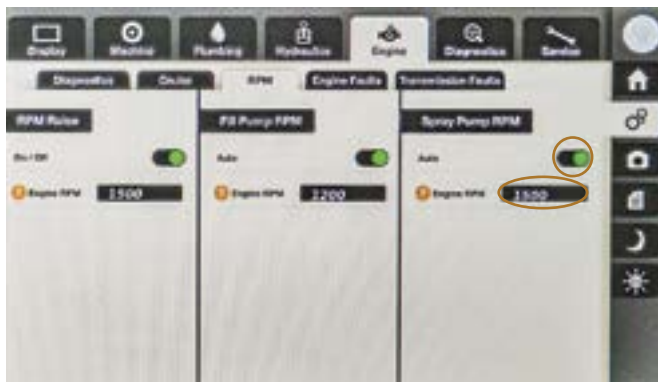 Display Machine Plumbing Hydraulics Engine Diagnostics Service
Diagnostics Cruise RPM Engine Faults Transmission Faults
RPM Raise Fill Pump RPM Spray Pump RPM
On / Off Auto Auto
Engine RPM 1500 Engine RPM 1200 Engine RPM 1500